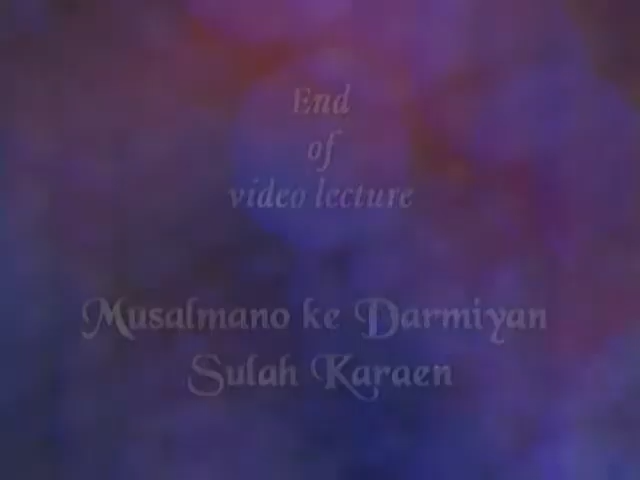 End
of
video lecture
Musalmano ke Darmiyan
Sulah Karaen